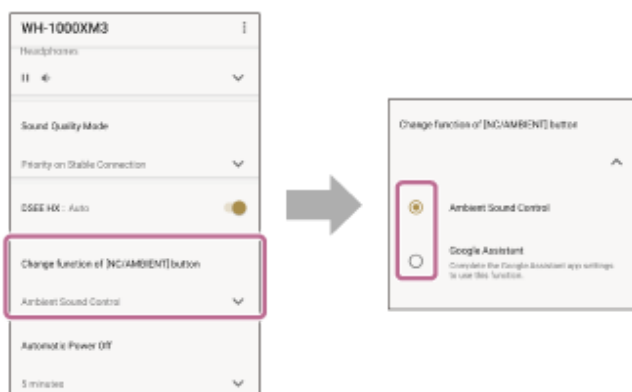 WH-1000XM3
Headphones
Sound Quality Mode
Priority on Stable Connection
DSEE HX : Auto
Change function of [NC/AMBIENT] button
Ambient Sound Control
Automatic Power Off
5 minutes
Change function of [NC/AMBIENT] button
Ambient Sound Control
Google Assistant
Complete the Google Assistant app settings
to use this function.